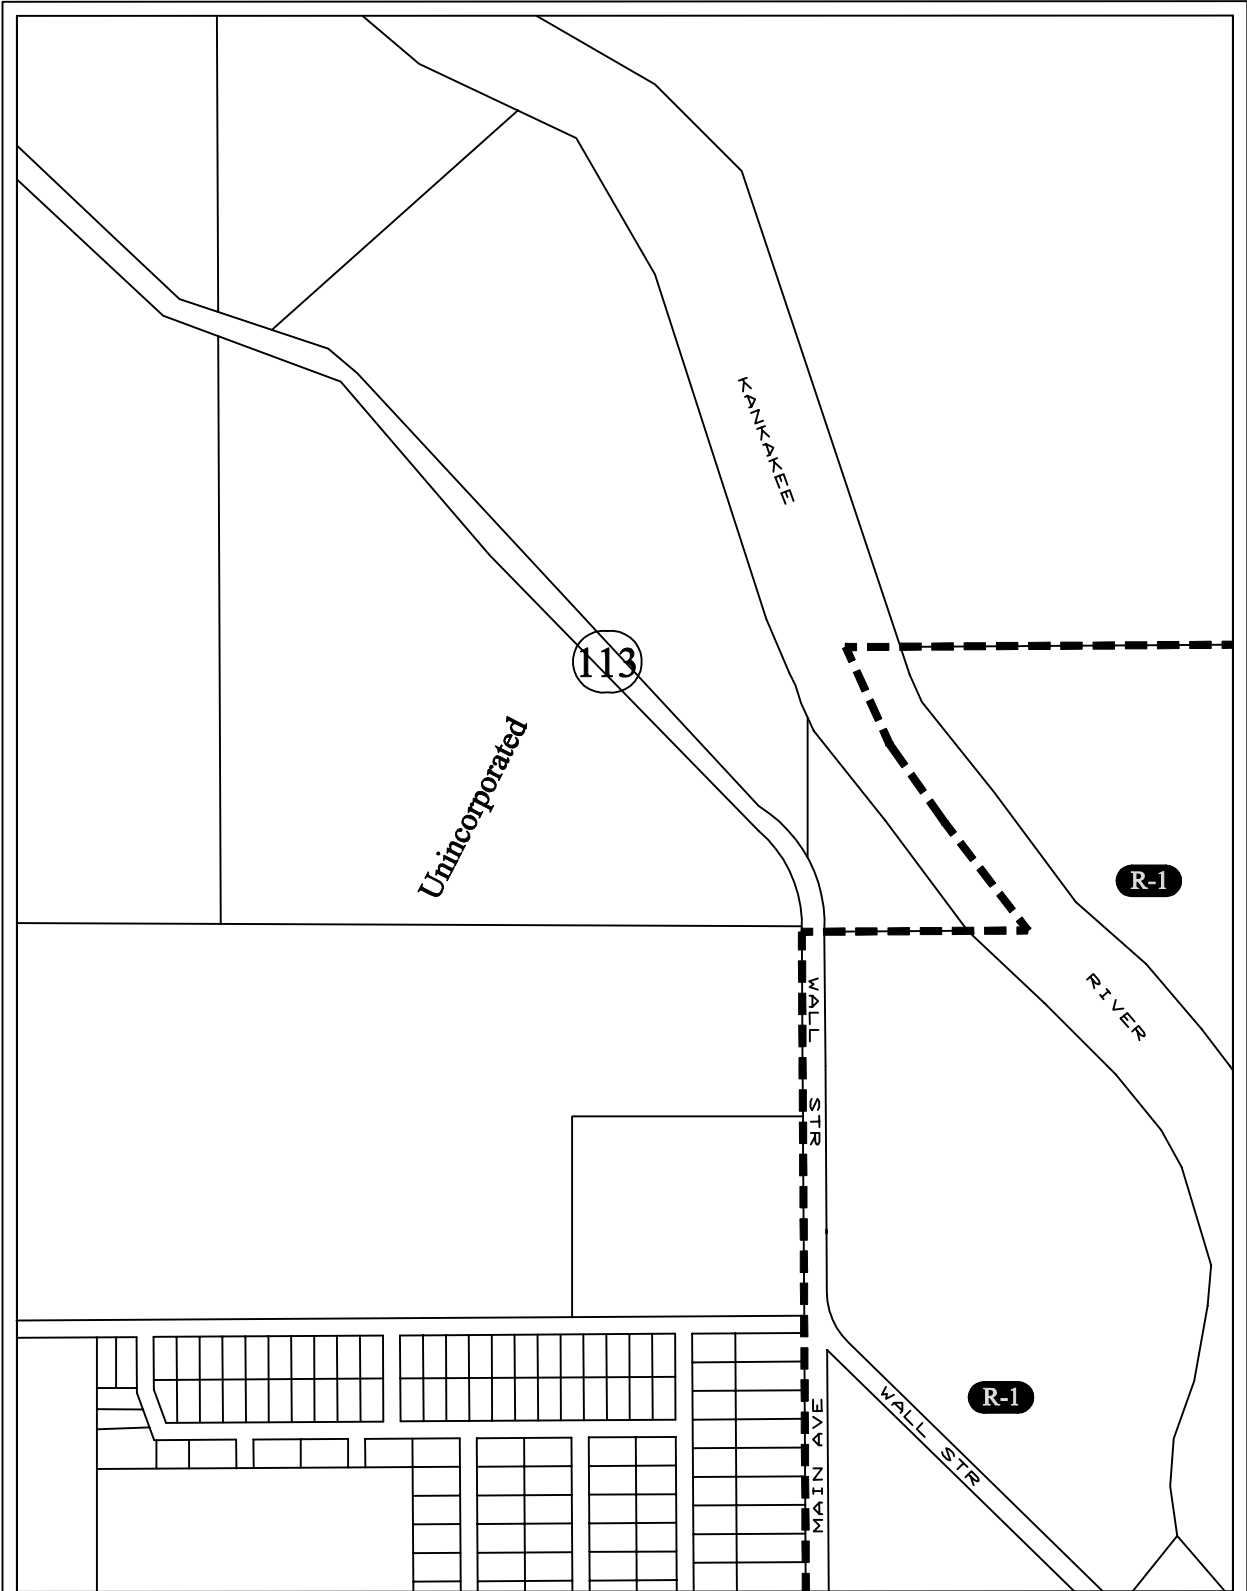 KANKAKEE
113
Unincorporated
R-1
RIVER
WALL STR
R-1
WALL STR
MAIN AVE